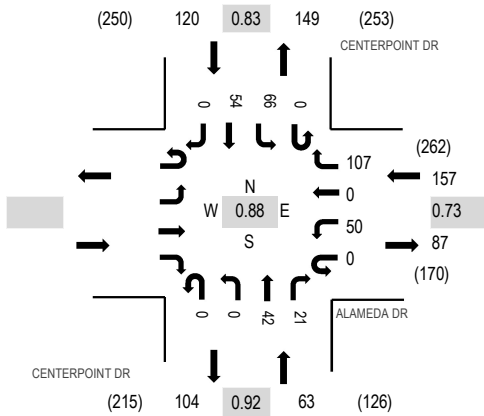 (250) 120 0.83 149 (253)
CENTERPOINT DR
0 54 66 0
107
(262)
157
0
N
W 0.88 E
S
0.73
50
87
0
(170)
0 0 42 21
ALAMEDA DR
CENTERPOINT DR
(215) 104 0.92 63 (126)